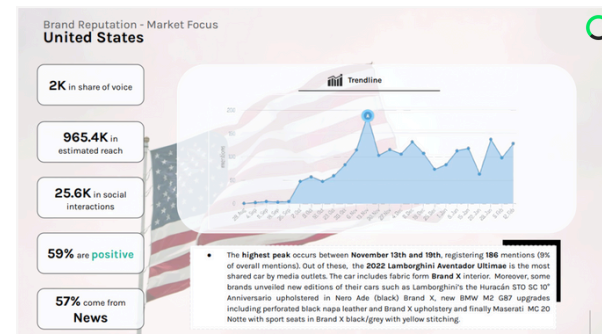 Brand Reputation - Market Focus
United States
2K in share of voice
965.4K in
estimated reach
25.6K in social
interactions
59% are positive
57% come from
News
Trendline
200
150
100
50
0
• The highest peak occurs between November 13th and 19th, registering 186 mentions (9%
of overall mentions). Out of these, the 2022 Lamborghini Aventador Ultimae is the most
shared car by media outlets. The car includes fabric form Brand X interior. Moreover, some
brands unveiled new editions of their cars such as Lamborghini's the Huracán STO SC 10°
Anniversario upholstered in Nero Ade (black) Brand X, new BMW M2 G87 upgrades
including perforated black napa leather and Brand X upholstery and finally Maserati MC 20
Notte with sport seats in Brand X black/grey with yellow stitching.